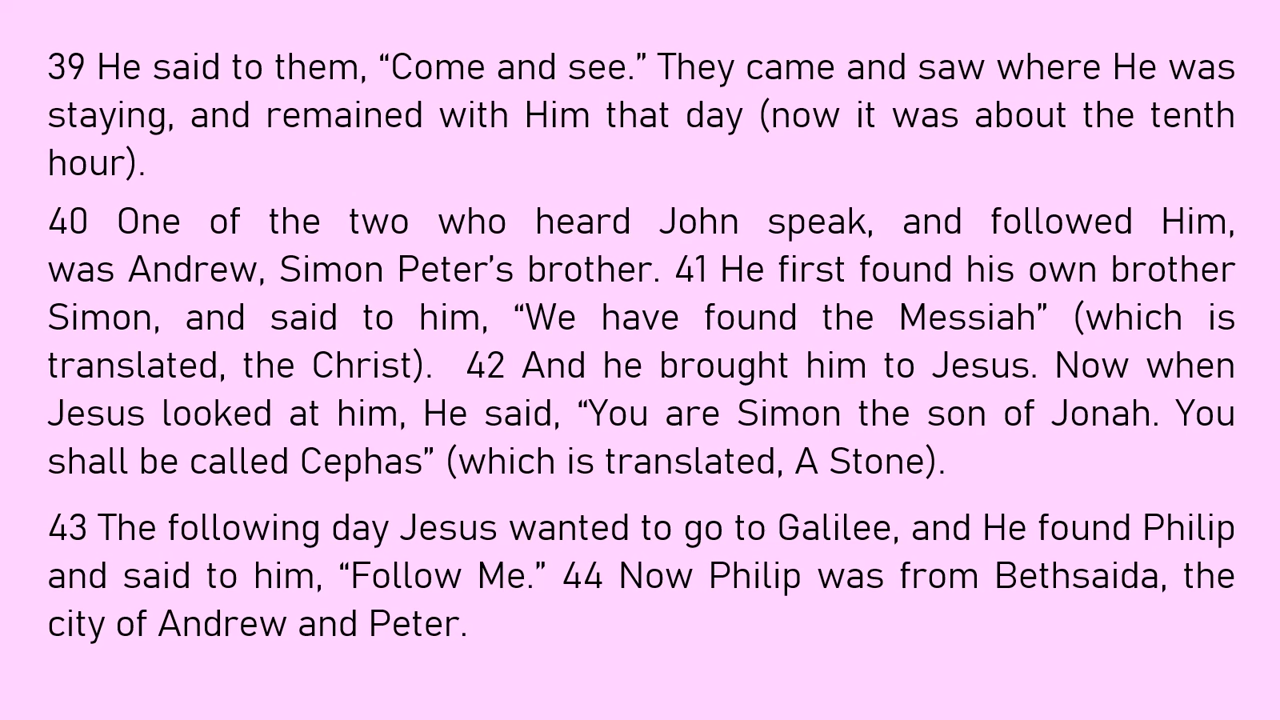 39 He said to them, “Come and see.” They came and saw where He was
staying, and remained with Him that day (now it was about the tenth
hour).
40 One of the two who heard John speak, and followed Him,
was Andrew, Simon Peter’s brother. 41 He first found his own brother
Simon, and said to him, “We have found the Messiah” (which is
translated, the Christ).  42 And he brought him to Jesus. Now when
Jesus looked at him, He said, “You are Simon the son of Jonah. You
shall be called Cephas” (which is translated, A Stone).
43 The following day Jesus wanted to go to Galilee, and He found Philip
and said to him, “Follow Me.” 44 Now Philip was from Bethsaida, the
city of Andrew and Peter.